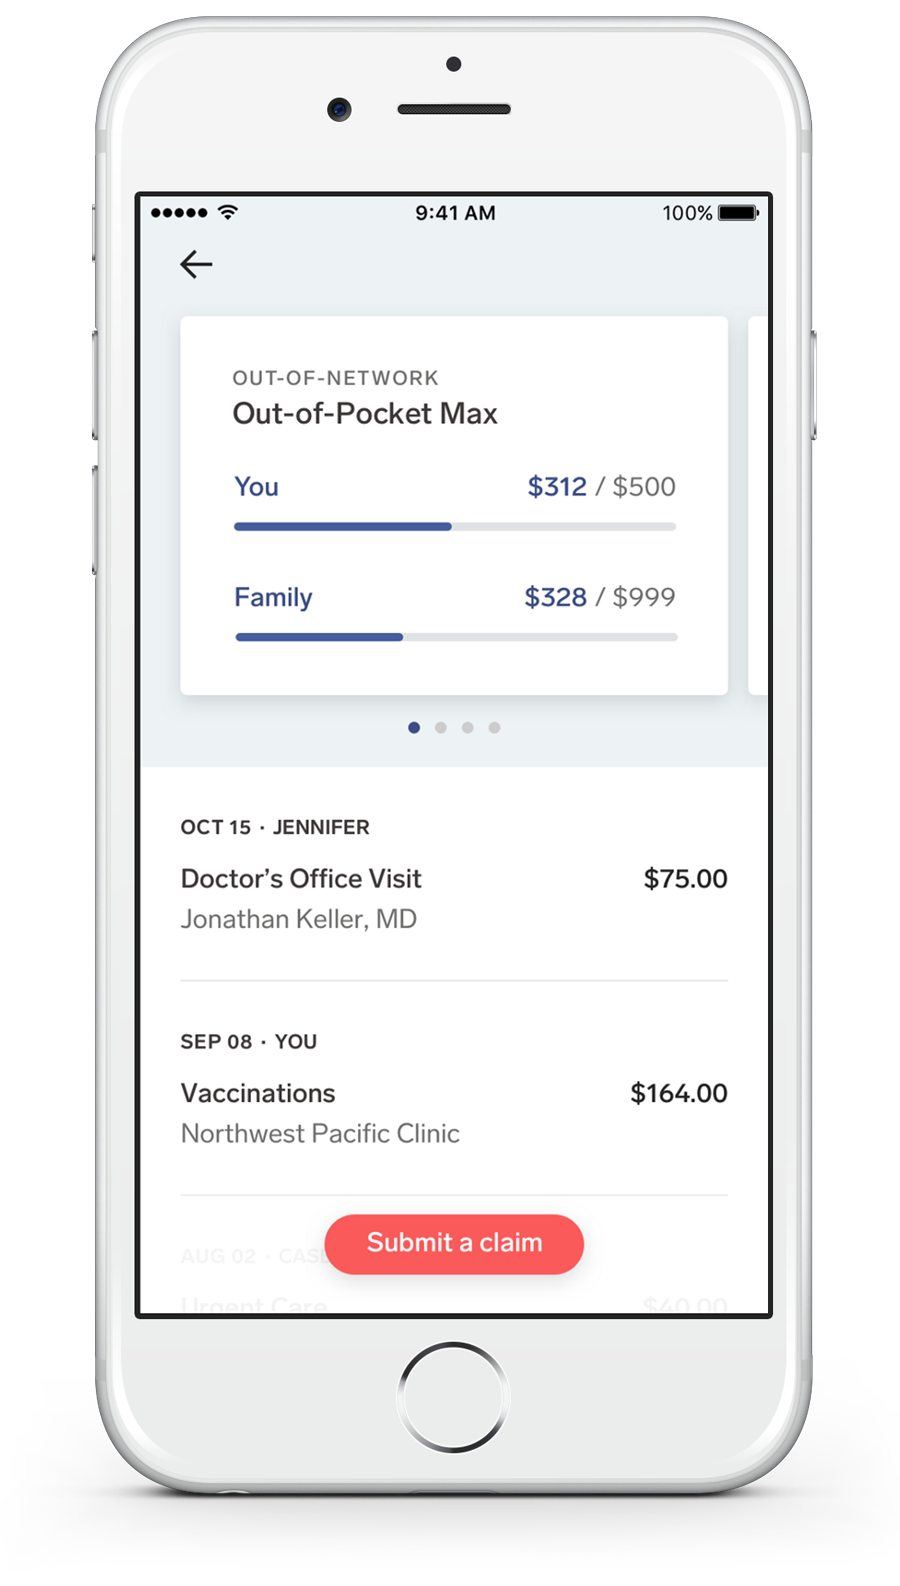 9:41 AM
100%
OUT-OF-NETWORK
Out-of-Pocket Max
You $312 / $500
Family $328 / $999
OCT 15 · JENNIFER
Doctor’s Office Visit $75.00
Jonathan Keller, MD
SEP 08 · YOU
Vaccinations $164.00
Northwest Pacific Clinic
Submit a claim
AUG 02 ·
Urgent Care $40.00